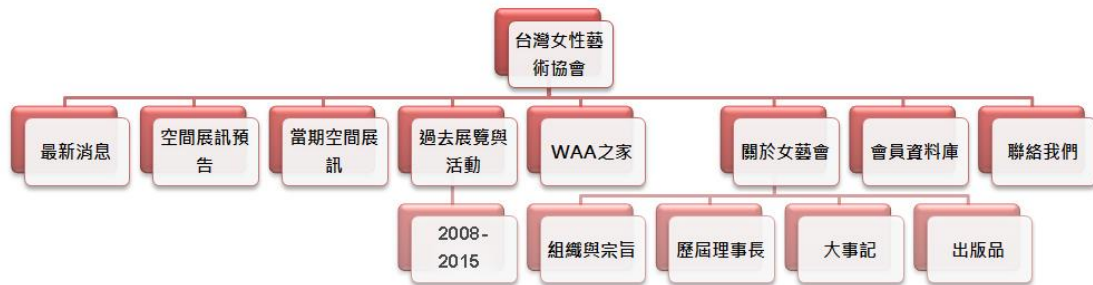 台灣女性藝
術協會
最新消息
空間展訊預
告
當期空間展
訊
過去展覽與
活動
WAA之家
關於女藝會
會員資料庫
聯絡我們
2008-
2015
組織與宗旨
歷屆理事長
大事記
出版品